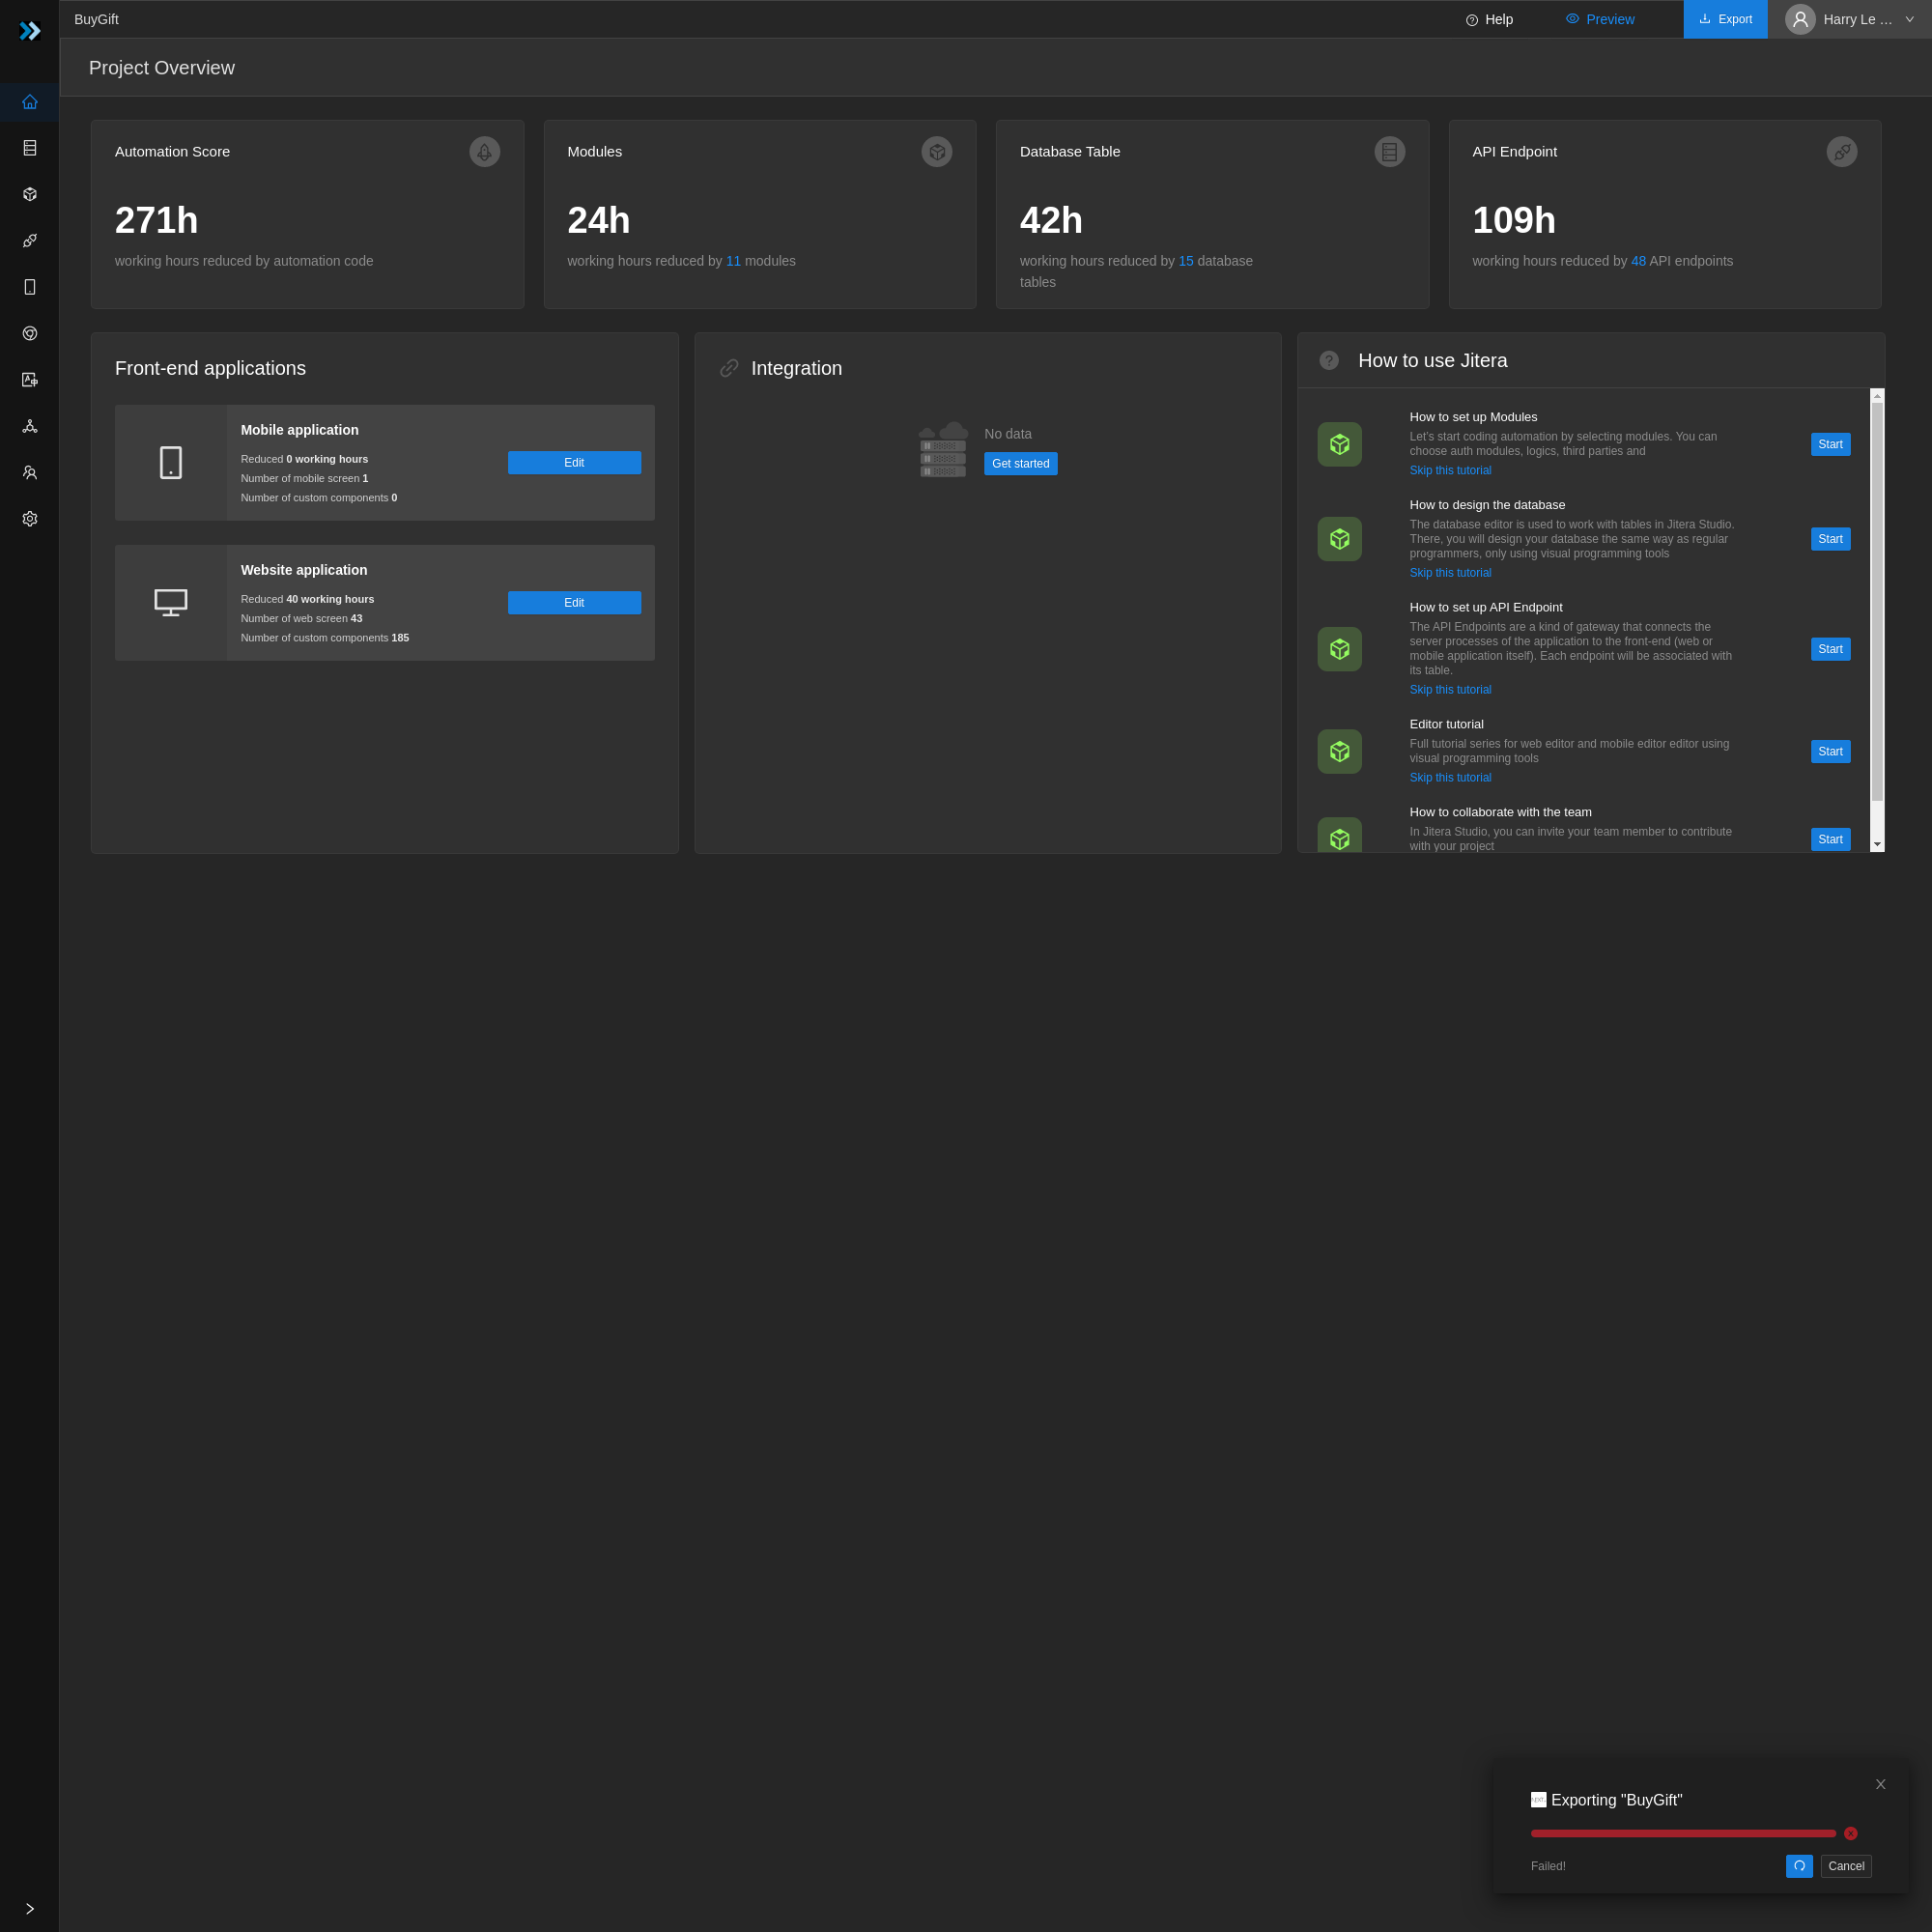 BuyGift
Help
Preview
Export
Harry Le ...
Project Overview
Automation Score
271h
working hours reduced by automation code
Modules
24h
working hours reduced by 11 modules
Database Table
42h
working hours reduced by 15 database
tables
API Endpoint
109h
working hours reduced by 48 API endpoints
Front-end applications
Mobile application
Reduced 0 working hours
Number of mobile screen 1
Number of custom components 0
Edit
Website application
Reduced 40 working hours
Number of web screen 43
Number of custom components 185
Edit
Integration
No data
Get started
How to use Jitera
How to set up Modules
Let's start coding automation by selecting modules. You can
choose auth modules, logics, third parties and
Skip this tutorial
Start
How to design the database
The database editor is used to work with tables in Jitera Studio.
There, you will design your database the same way as regular
programmers, only using visual programming tools
Skip this tutorial
Start
How to set up API Endpoint
The API Endpoints are a kind of gateway that connects the
server processes of the application to the front-end (web or
mobile application itself). Each endpoint will be associated with
its table.
Skip this tutorial
Start
Editor tutorial
Full tutorial series for web editor and mobile editor editor using
visual programming tools
Skip this tutorial
Start
How to collaborate with the team
In Jitera Studio, you can invite your team member to contribute
with your project
Start
Exporting "BuyGift"
Failed!
Cancel